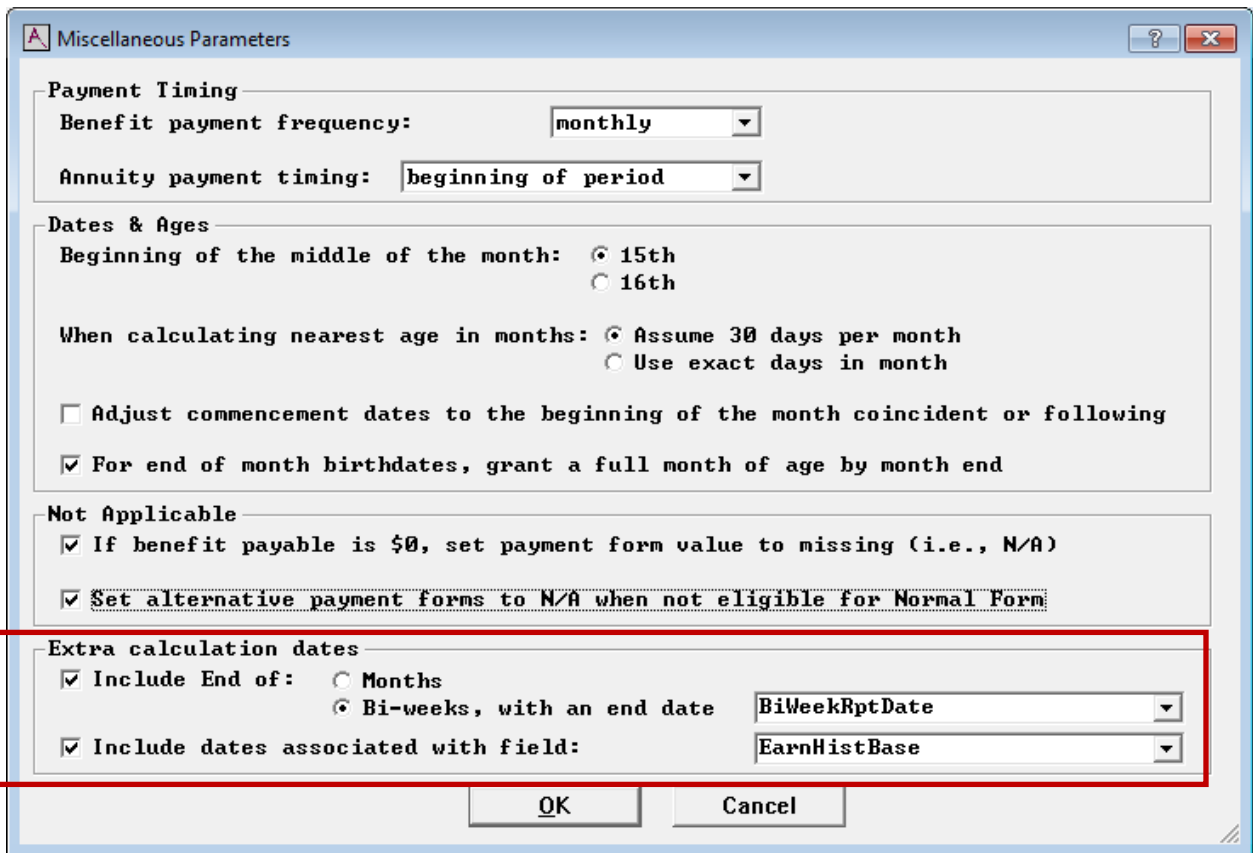 Miscellaneous Parameters
Payment Timing
Benefit payment frequency: monthly
Annuity payment timing: beginning of period
Dates & Ages
Beginning of the middle of the month: 15th
16th
When calculating nearest age in months: Assume 30 days per month
Use exact days in month
Adjust commencement dates to the beginning of the month coincident or following
For end of month birthdates, grant a full month of age by month end
Not Applicable
If benefit payable is $0, set payment form value to missing (i.e., N/A)
Set alternative payment forms to N/A when not eligible for Normal Form
Extra calculation dates
Include End of: Months
Bi-weeks, with an end date BiWeekRptDate
Include dates associated with field: EarnHistBase
OK Cancel